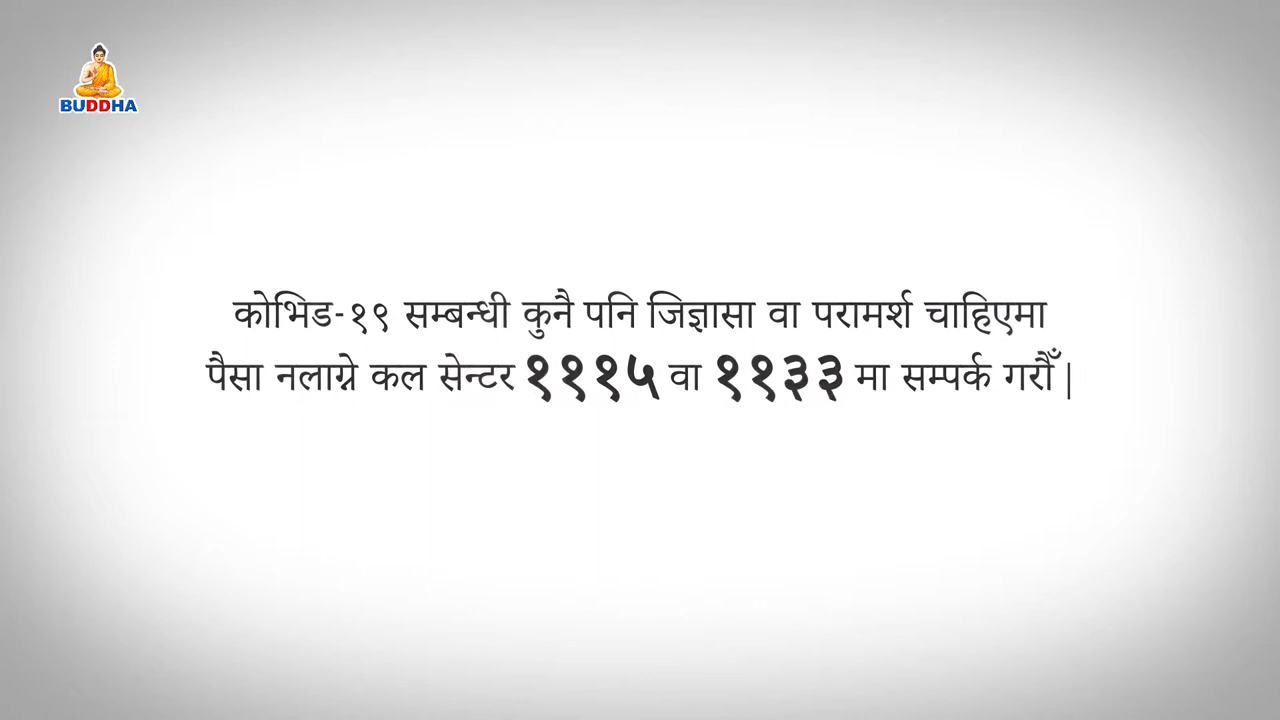 BUDDHA
कोभिड-१९ सम्बन्धी कुनै पनि जिज्ञासा वा परामर्श चाहिएमा
पैसा नलाग्ने कल सेन्टर १११५ वा ११३३ मा सम्पर्क गरौँ |